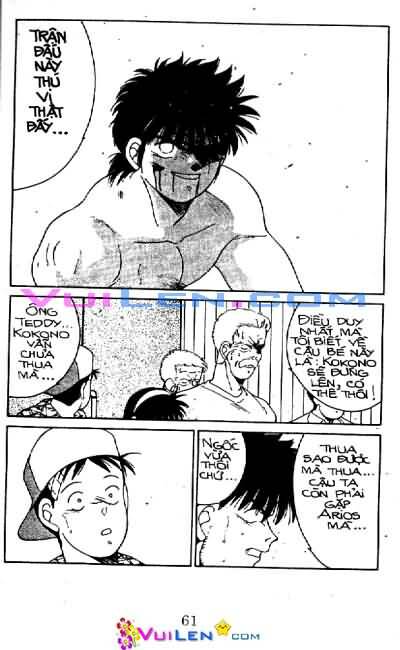 TRẬN
ĐẤU
NÀY
THÚ
VỊ
THẬT
ĐẤY...
VUILEN.COM
ÔNG
TEDDY...
KOKONO
VẪN
CHƯA
THUA
MÀ...
ĐIỀU DUY
NHẤT MÀ
TÔI BIẾT VỀ
CẬU BÉ NÀY
LÀ: KOKONO
SẼ ĐỨNG
LÊN, CÓ
THẾ THÔI!
NGỐC
VỪA
THÔI
CHỨ...
THUA
SAO ĐƯỢC
MÀ THUA...
CẬU TA
CÒN PHẢI
GẶP
ARIOS
MÀ...
61
VUILEN.COM